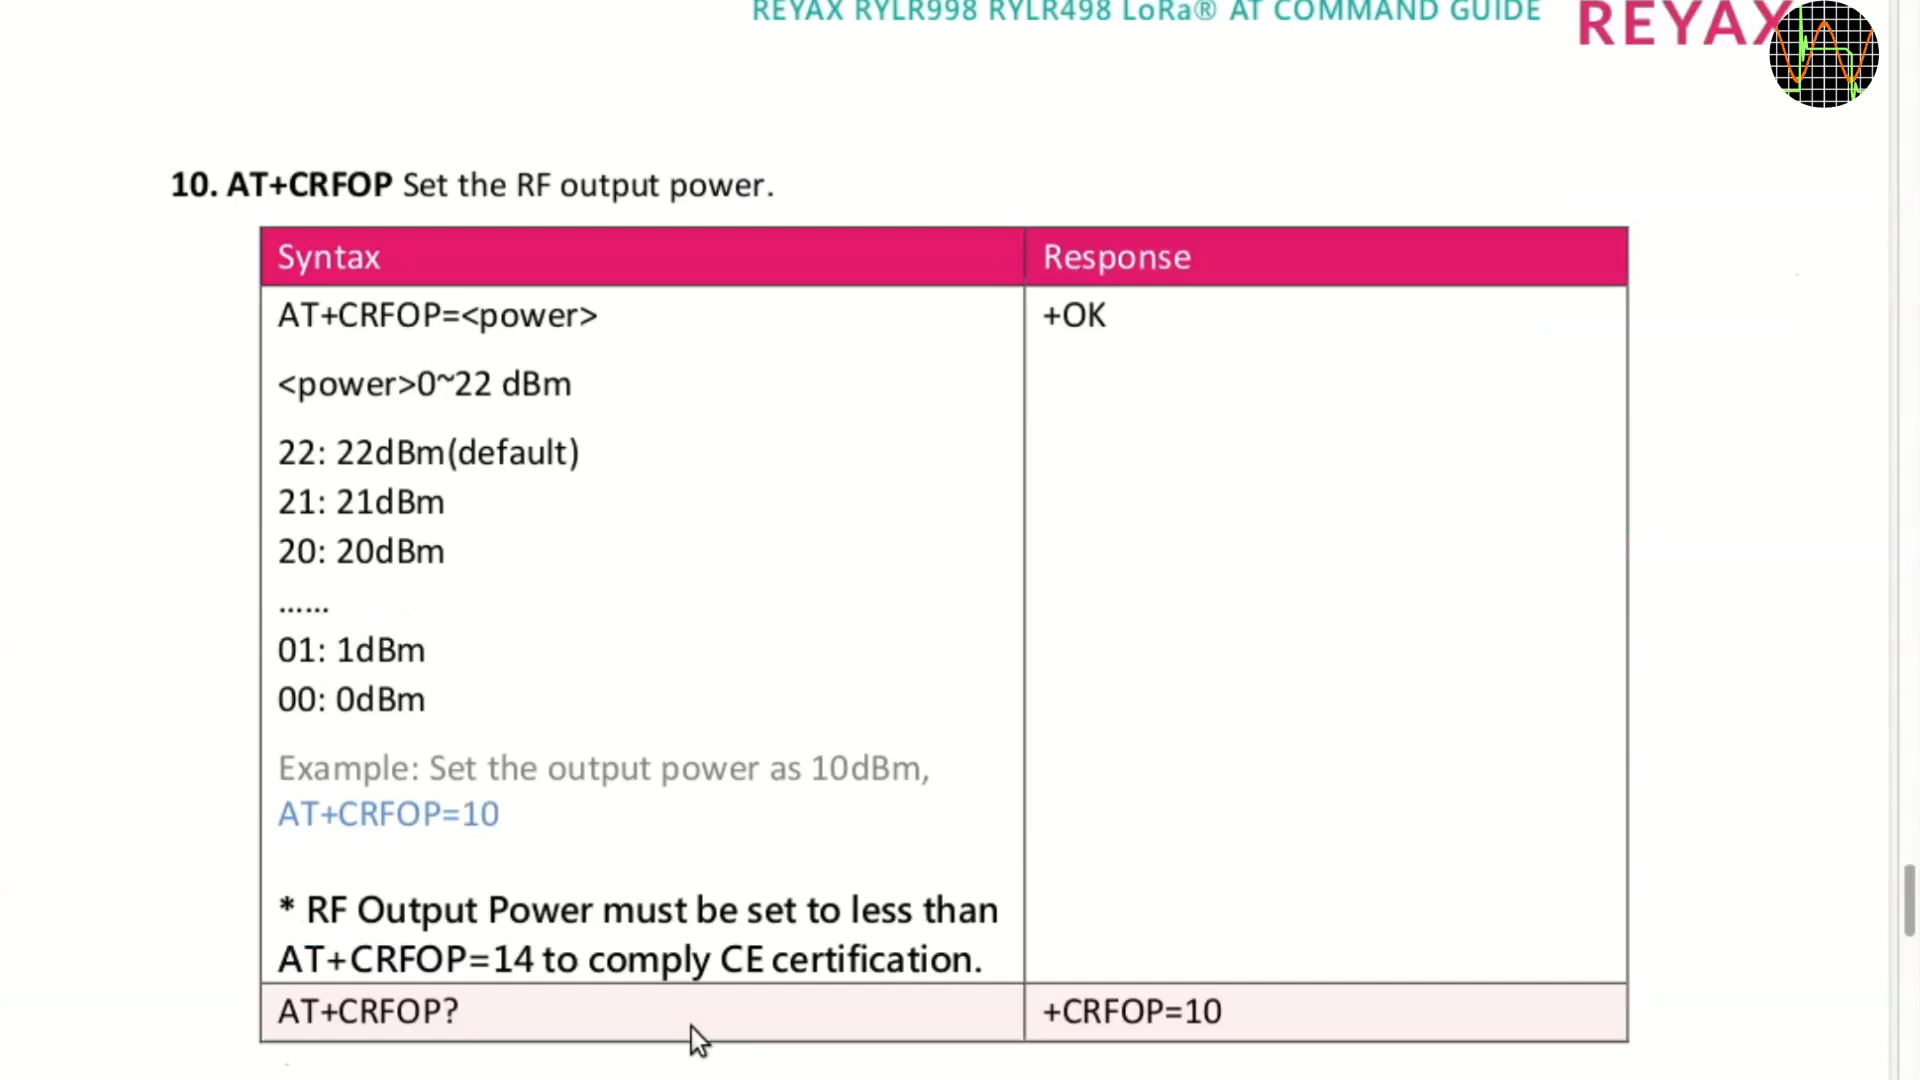 REYAX RYLR998 RYLR498 LoRa® AT COMMAND GUIDE
REYAX
10. AT+CRFOP Set the RF output power.
Syntax
Response
AT+CRFOP=<power>
+OK
<power>0~22 dBm
22: 22dBm(default)
21: 21dBm
20: 20dBm
......
01: 1dBm
00: 0dBm
Example: Set the output power as 10dBm,
AT+CRFOP=10
* RF Output Power must be set to less than
AT+CRFOP=14 to comply CE certification.
AT+CRFOP?
+CRFOP=10